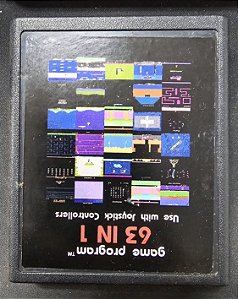 game program™
63 IN 1
Use with Joystick Controllers